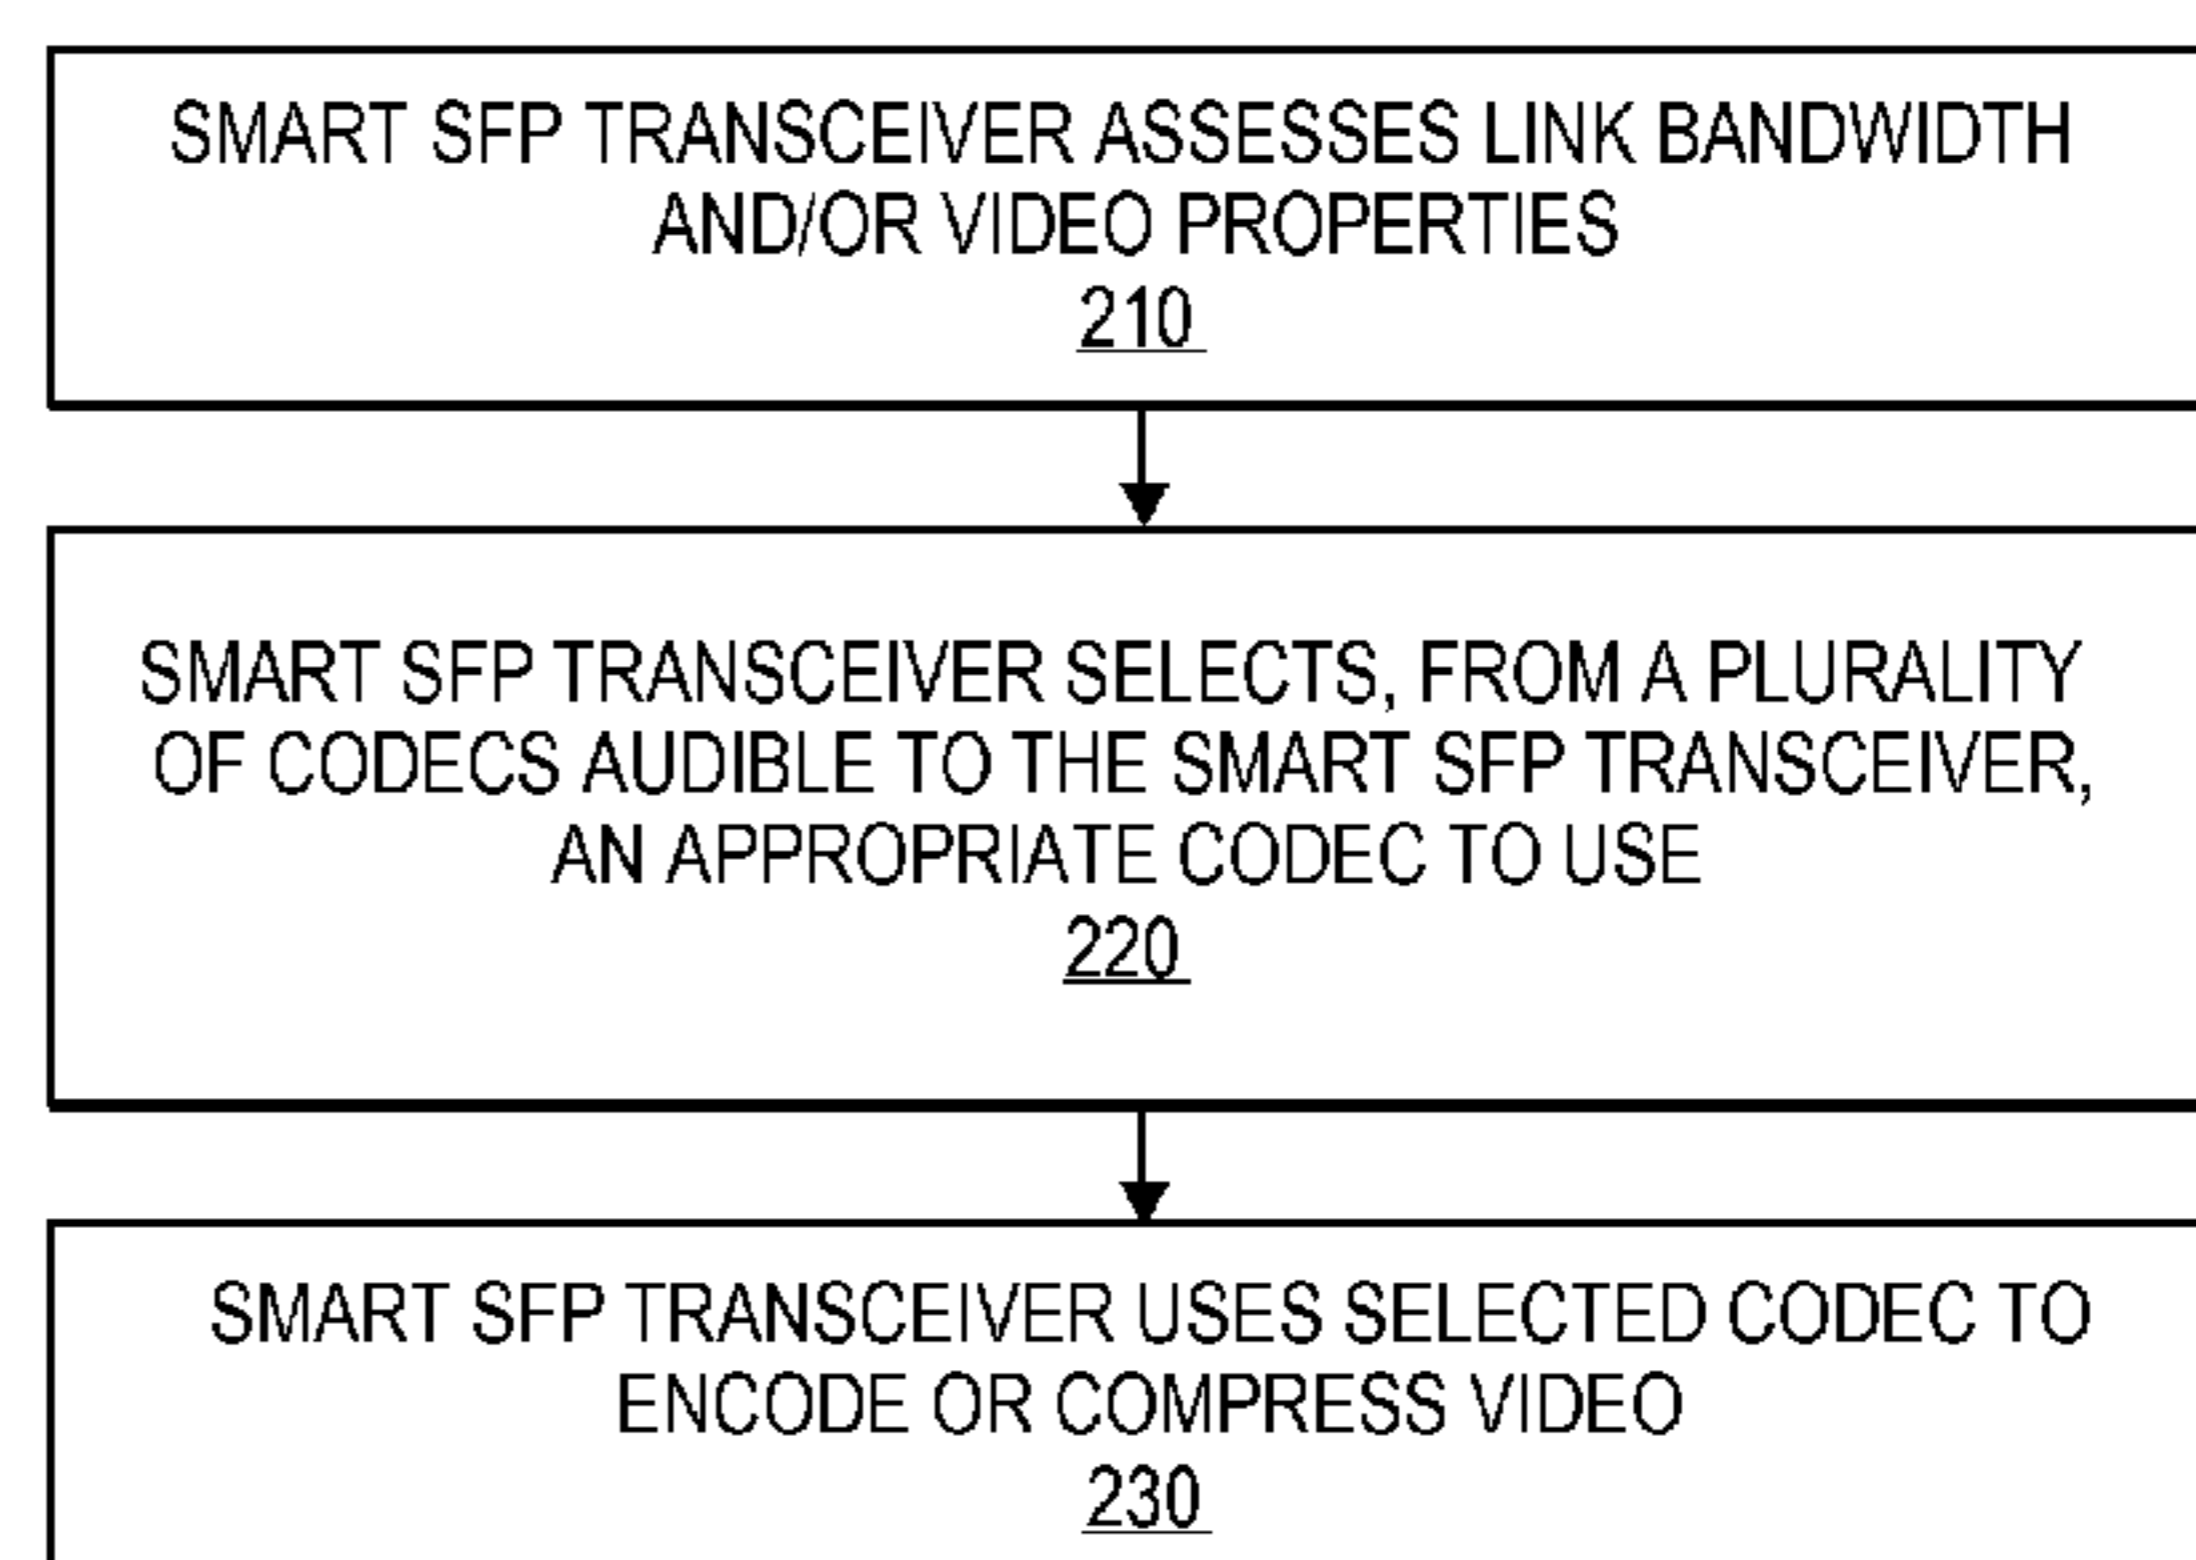 SMART SFP TRANSCEIVER ASSESSES LINK BANDWIDTH
AND/OR VIDEO PROPERTIES
210
SMART SFP TRANSCEIVER SELECTS, FROM A PLURALITY
OF CODECS AUDIBLE TO THE SMART SFP TRANSCEIVER,
AN APPROPRIATE CODEC TO USE
220
SMART SFP TRANSCEIVER USES SELECTED CODEC TO
ENCODE OR COMPRESS VIDEO
230